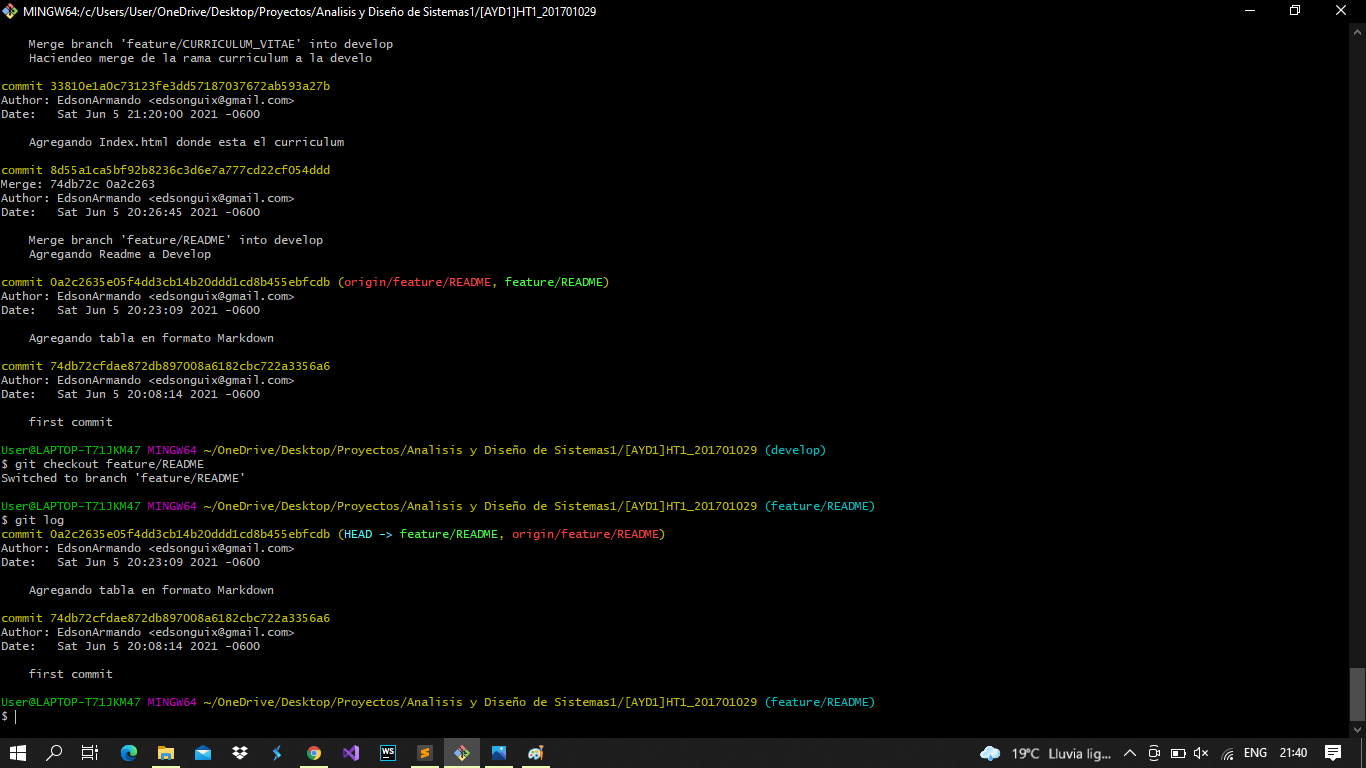 MINGW64:/c/Users/User/OneDrive/Desktop/Proyectos/Analisis y Diseño de Sistemas1/[AYD1]HT1_201701029
Merge branch 'feature/CURRICULUM_VITAE' into develop
Haciendeo merge de la rama curriculum a la develo
commit 33810e1a0c73123fe3dd57187037672ab593a27b
Author: EdsonArmando <edsonguix@gmail.com>
Date:   Sat Jun 5 21:20:00 2021 -0600
Agregando Index.html donde esta el curriculum
commit 8d55a1ca5bf92b8236c3d6e7a777cd22cf054ddd
Merge: 74db72c 0a2c263
Author: EdsonArmando <edsonguix@gmail.com>
Date:   Sat Jun 5 20:26:45 2021 -0600
Merge branch 'feature/README' into develop
Agregando Readme a Develop
commit 0a2c2635e05f4dd3cb14b20ddd1cd8b455ebfcdb (origin/feature/README, feature/README)
Author: EdsonArmando <edsonguix@gmail.com>
Date:   Sat Jun 5 20:23:09 2021 -0600
Agregando tabla en formato Markdown
commit 74db72cfdae872db897008a6182cbc722a3356a6
Author: EdsonArmando <edsonguix@gmail.com>
Date:   Sat Jun 5 20:08:14 2021 -0600
first commit
User@LAPTOP-T71JKM47 MINGW64 ~/OneDrive/Desktop/Proyectos/Analisis y Diseño de Sistemas1/[AYD1]HT1_201701029 (develop)
$ git checkout feature/README
Switched to branch 'feature/README'
User@LAPTOP-T71JKM47 MINGW64 ~/OneDrive/Desktop/Proyectos/Analisis y Diseño de Sistemas1/[AYD1]HT1_201701029 (feature/README)
$ git log
commit 0a2c2635e05f4dd3cb14b20ddd1cd8b455ebfcdb (HEAD -> feature/README, origin/feature/README)
Author: EdsonArmando <edsonguix@gmail.com>
Date:   Sat Jun 5 20:23:09 2021 -0600
Agregando tabla en formato Markdown
commit 74db72cfdae872db897008a6182cbc722a3356a6
Author: EdsonArmando <edsonguix@gmail.com>
Date:   Sat Jun 5 20:08:14 2021 -0600
first commit
User@LAPTOP-T71JKM47 MINGW64 ~/OneDrive/Desktop/Proyectos/Analisis y Diseño de Sistemas1/[AYD1]HT1_201701029 (feature/README)
$
WS
19°C Lluvia lig... ENG 21:40